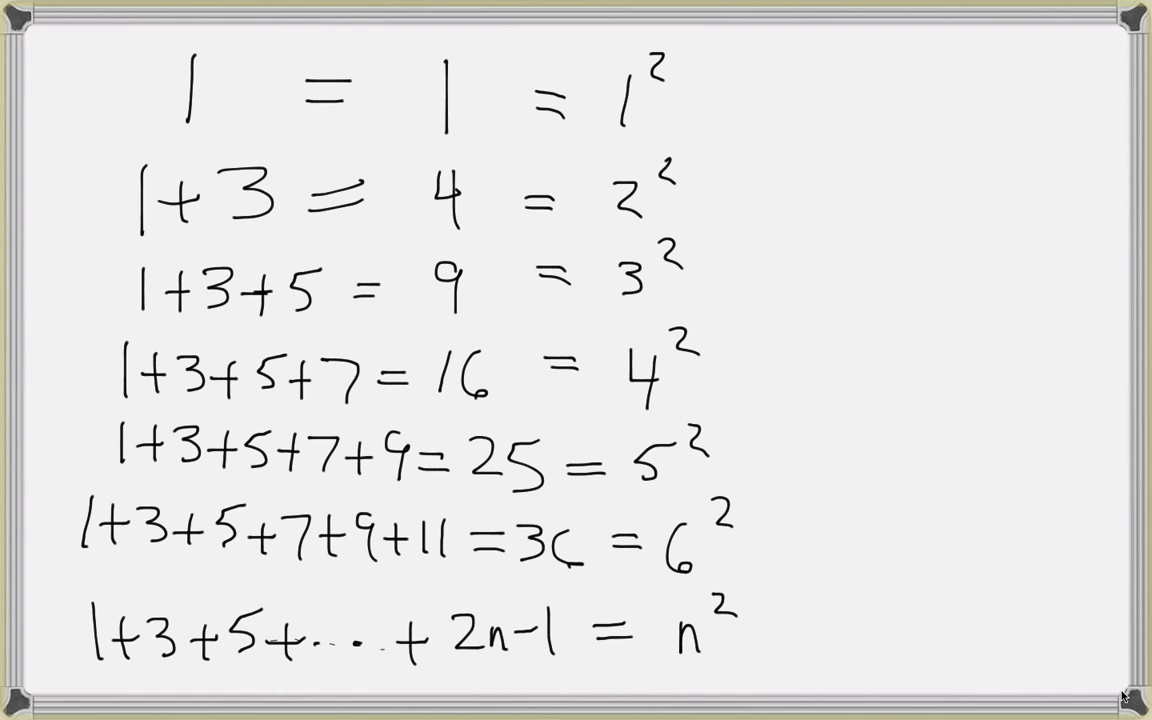 1 = 1 = 1²
1+3 = 4 = 2²
1+3+5 = 9 = 3²
1+3+5+7 = 16 = 4²
1+3+5+7+9 = 25 = 5²
1+3+5+7+9+11 = 36 = 6²
1+3+5+....+ 2n-1 = n²